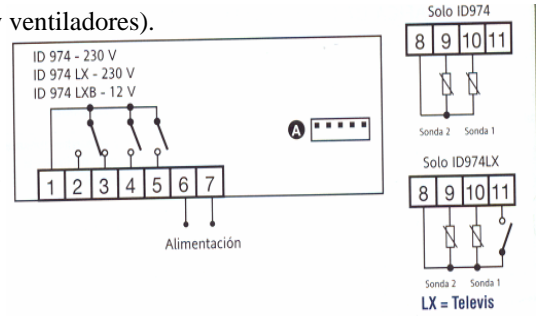 y ventiladores).
ID 974 - 230 V
ID 974 LX - 230 V
ID 974 LXB - 12 V
A
1 2 3 4 5 6 7
Alimentación
Solo ID974
8 9 10 11
Sonda 2 Sonda 1
Solo ID974LX
8 9 10 11
Sonda 2 Sonda 1
LX = Televis